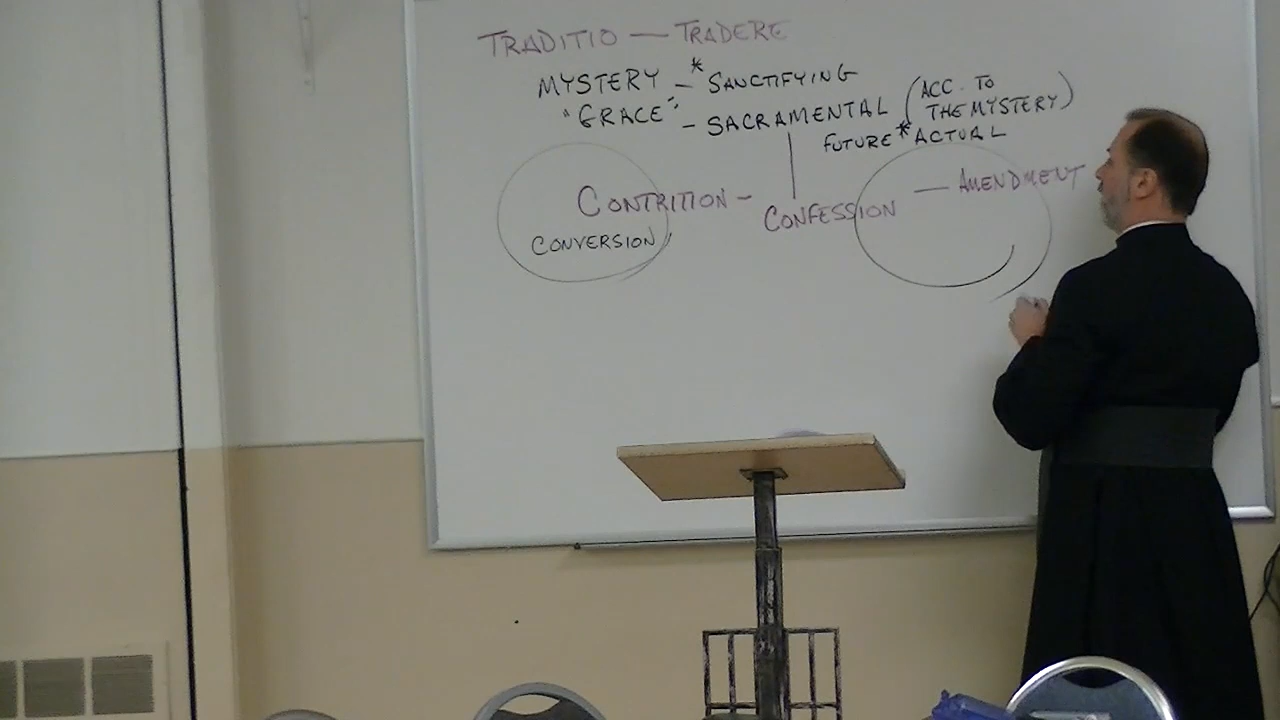 TRADITIO — TRADERE
MYSTERY – * SANCTIFYING
"GRACE" – SACRAMENTAL (ACC. TO THE MYSTERY)
FUTURE * ACTUAL
CONTRITION – CONFESSION — AMENDMENT
CONVERSION